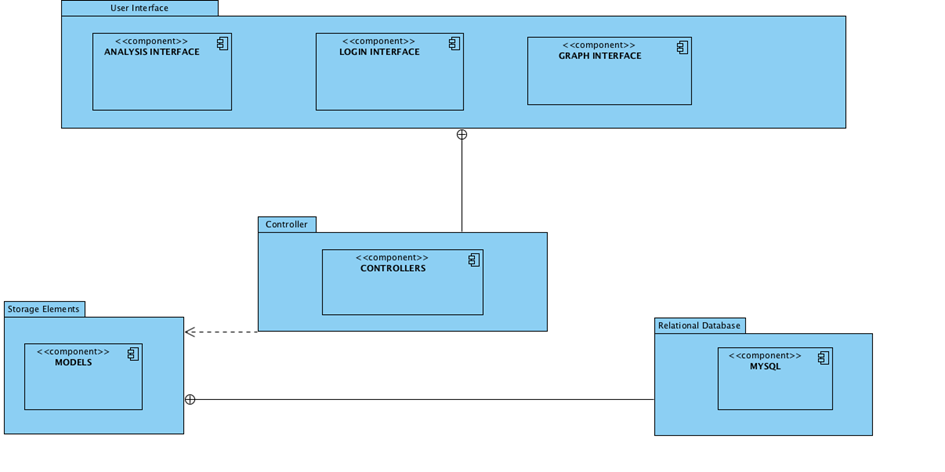 User Interface
<<component>>
ANALYSIS INTERFACE
<<component>>
LOGIN INTERFACE
<<component>>
GRAPH INTERFACE
Controller
<<component>>
CONTROLLERS
Storage Elements
<<component>>
MODELS
Relational Database
<<component>>
MYSQL